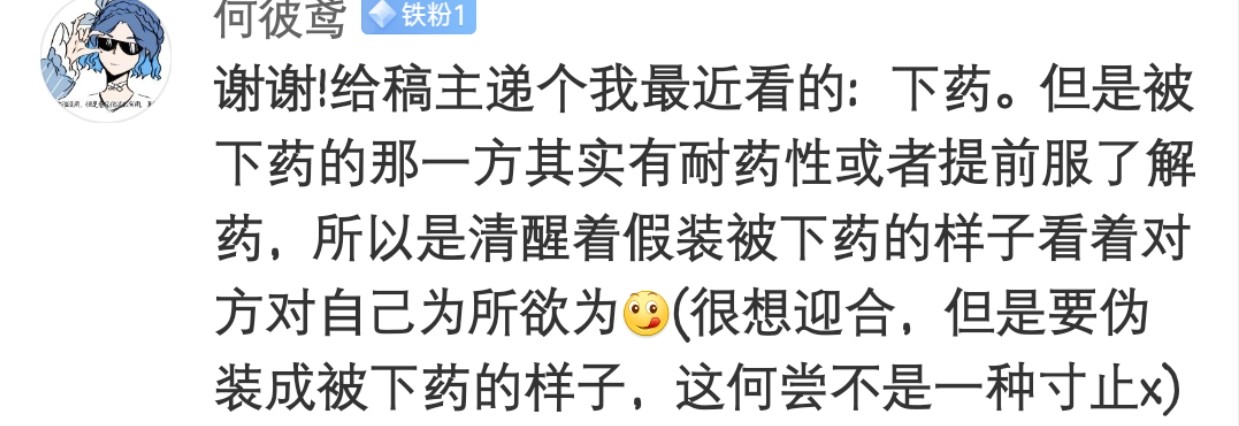 何彼鸢 铁粉1
谢谢!给稿主递个我最近看的：下药。但是被
下药的那一方其实有耐药性或者提前服了解
药，所以是清醒着假装被下药的样子看着对
方对自己为所欲为(很想迎合，但是要伪
装成被下药的样子，这何尝不是一种寸止x)